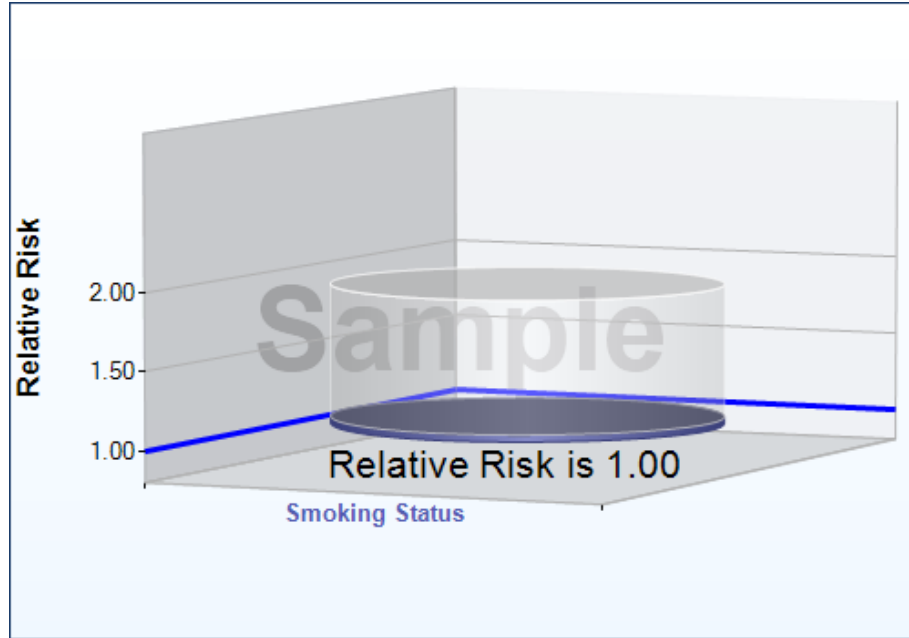 Relative Risk
2.00
1.50
1.00
Sample
Relative Risk is 1.00
Smoking Status